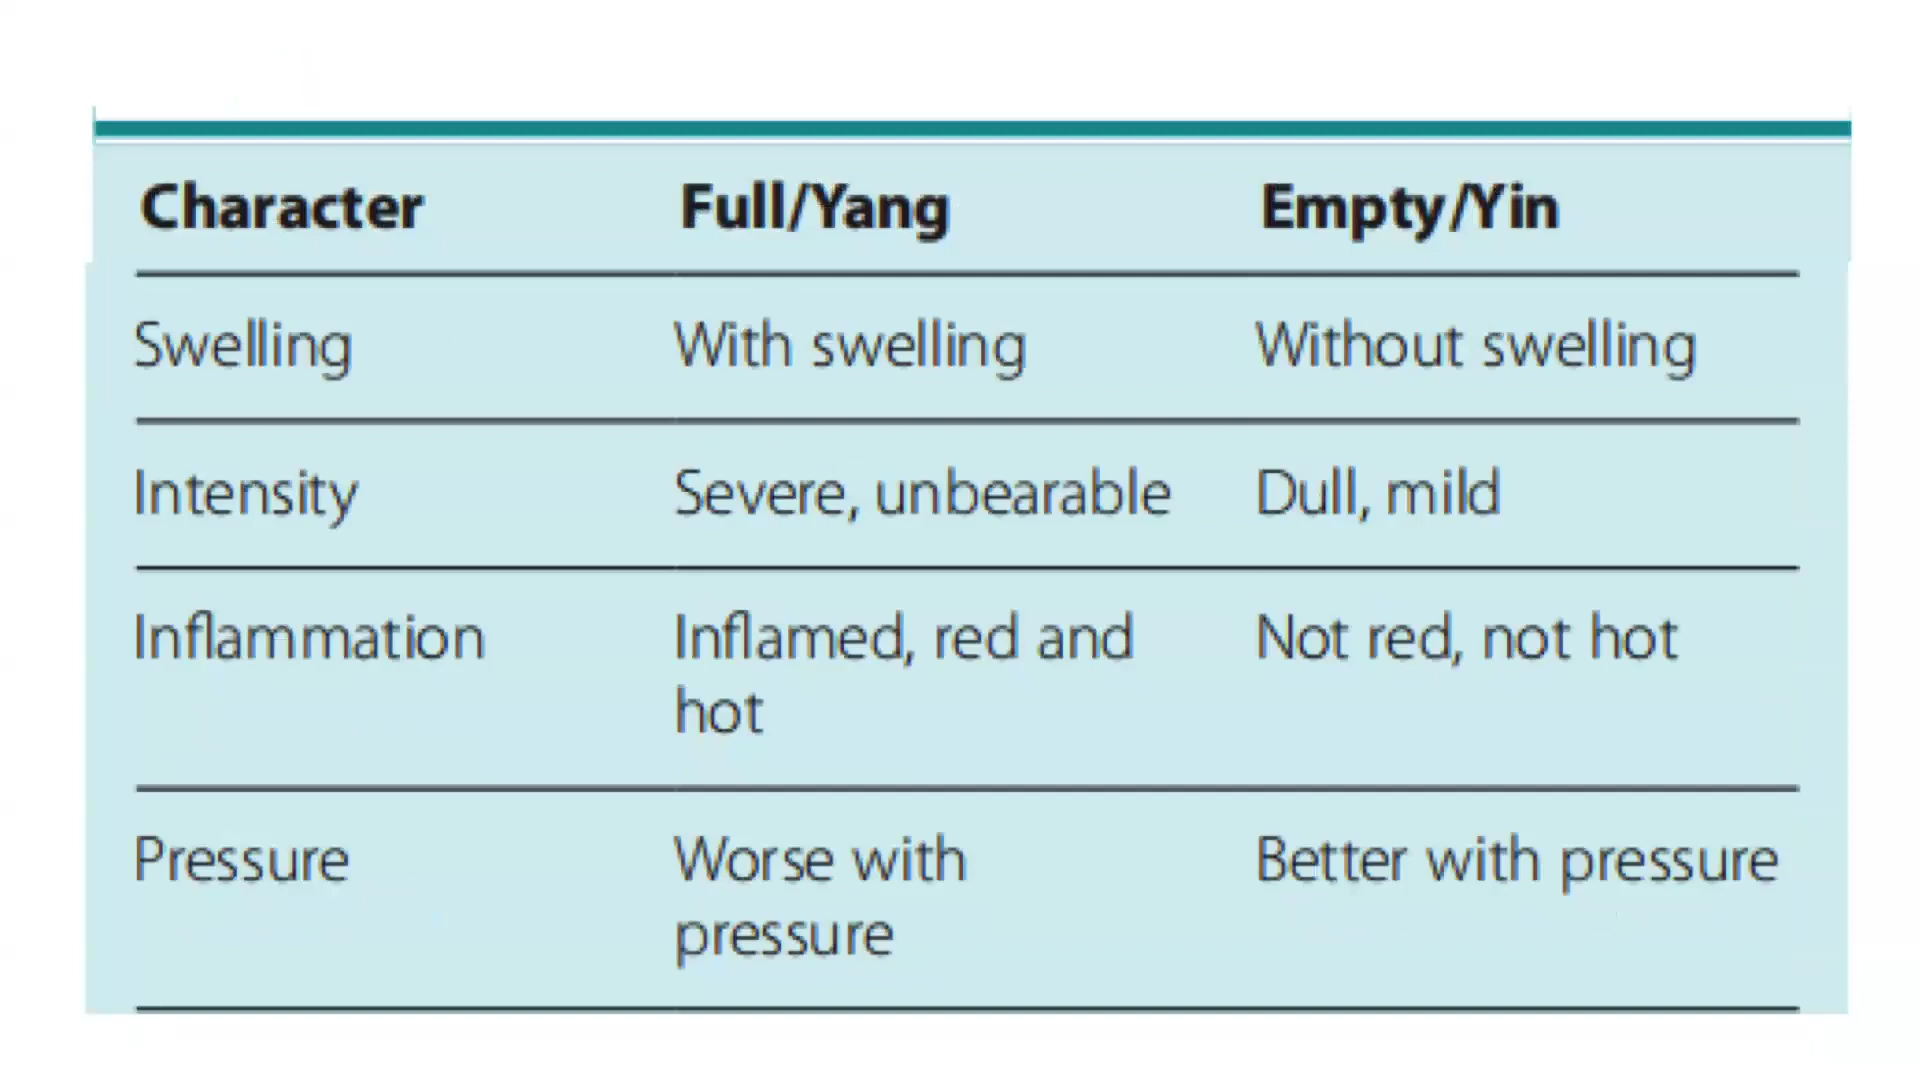 Character Full/Yang Empty/Yin
Swelling With swelling Without swelling
Intensity Severe, unbearable Dull, mild
Inflammation Inflamed, red and Not red, not hot
hot
Pressure Worse with Better with pressure
pressure